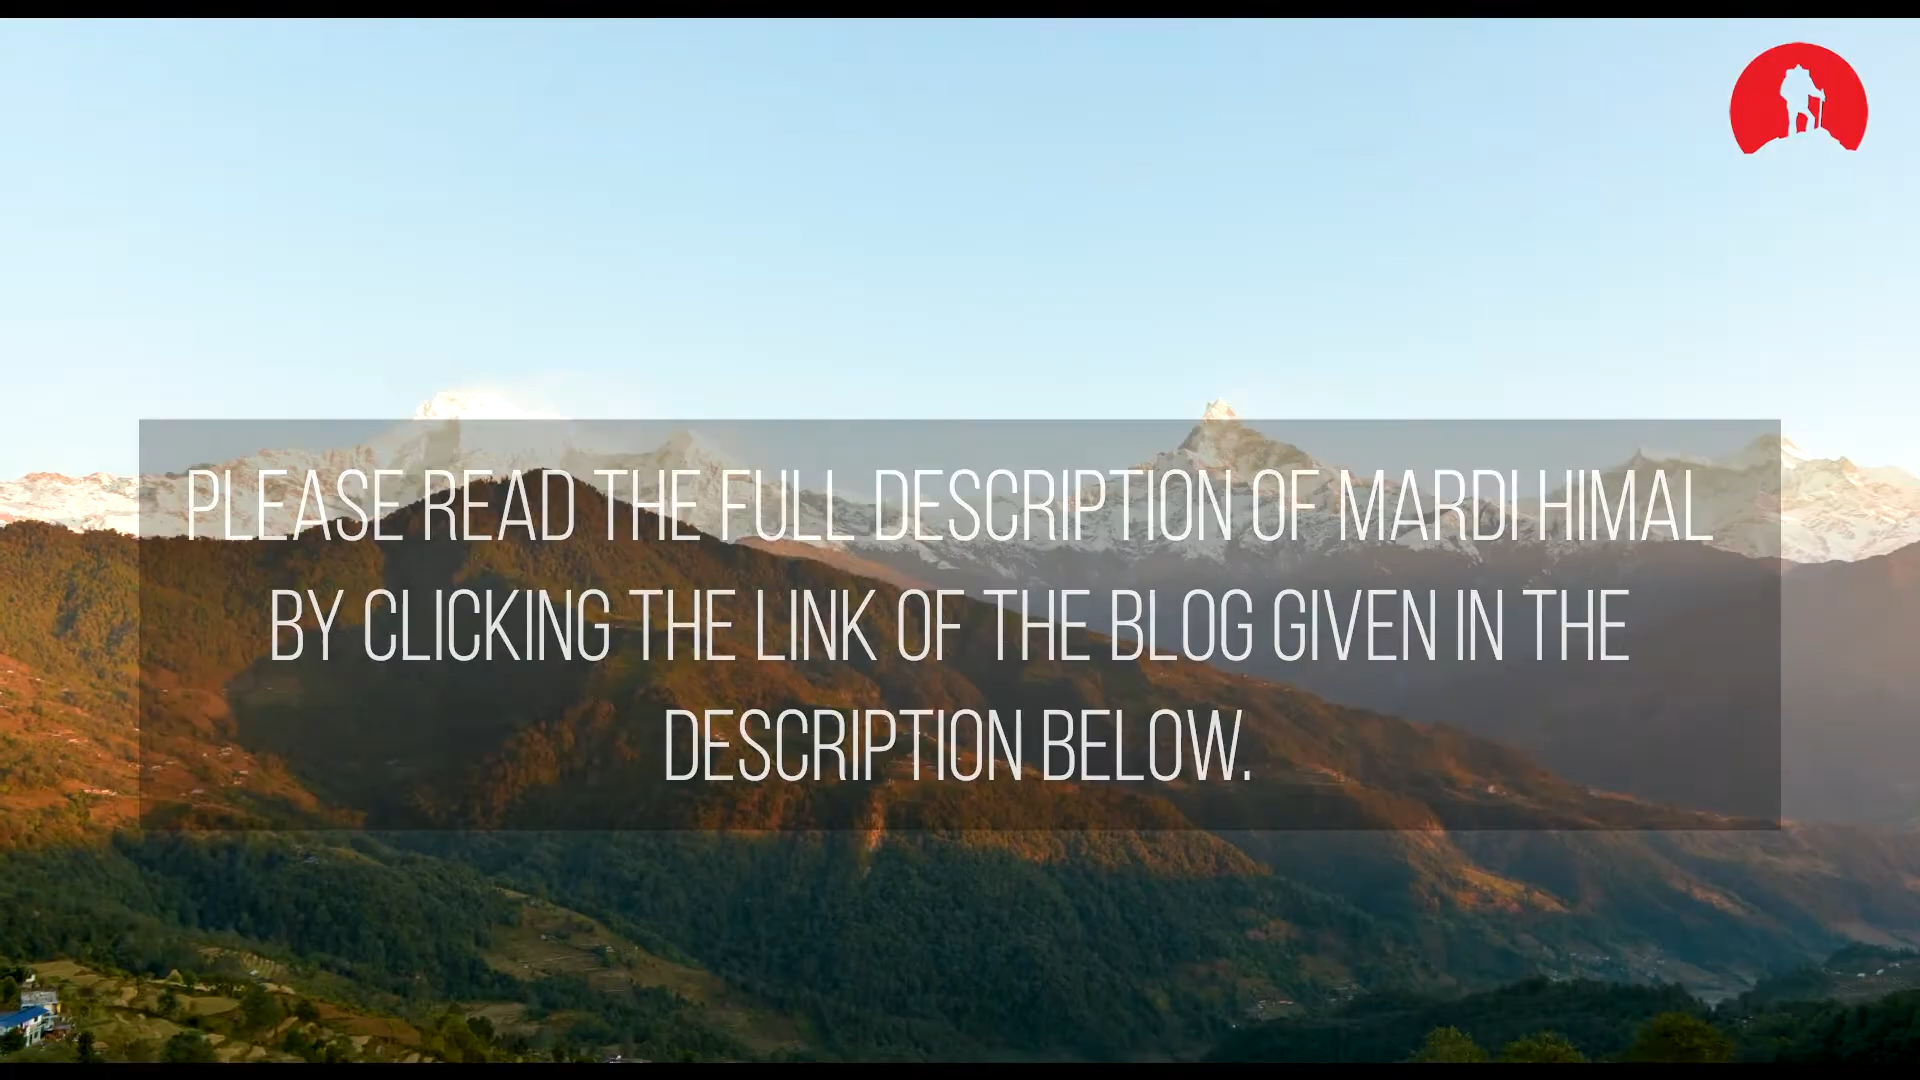 PLEASE READ THE FULL DESCRIPTION OF MARDI HIMAL
BY CLICKING THE LINK OF THE BLOG GIVEN IN THE
DESCRIPTION BELOW.